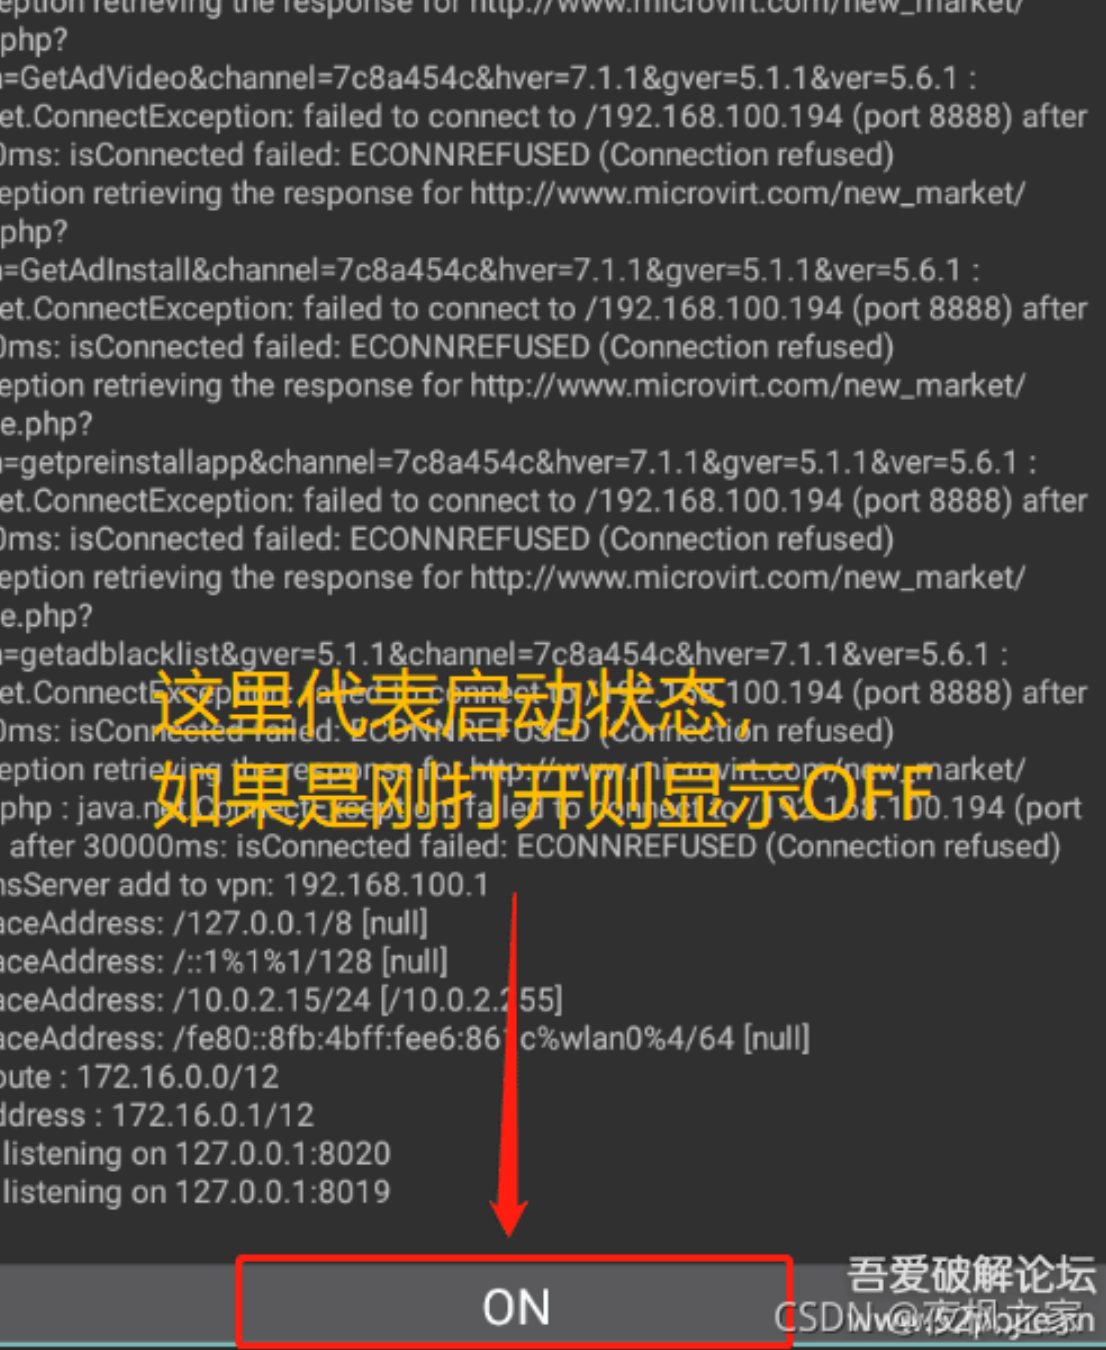 eption retrieving the response for http://www.microvirt.com/new_market/
php?
=GetAdVideo&channel=7c8a454c&hver=7.1.1&gver=5.1.1&ver=5.6.1 :
et.ConnectException: failed to connect to /192.168.100.194 (port 8888) after
0ms: isConnected failed: ECONNREFUSED (Connection refused)
eption retrieving the response for http://www.microvirt.com/new_market/
php?
=GetAdInstall&channel=7c8a454c&hver=7.1.1&gver=5.1.1&ver=5.6.1 :
et.ConnectException: failed to connect to /192.168.100.194 (port 8888) after
0ms: isConnected failed: ECONNREFUSED (Connection refused)
eption retrieving the response for http://www.microvirt.com/new_market/
e.php?
=getpreinstallapp&channel=7c8a454c&hver=7.1.1&gver=5.1.1&ver=5.6.1 :
et.ConnectException: failed to connect to /192.168.100.194 (port 8888) after
0ms: isConnected failed: ECONNREFUSED (Connection refused)
eption retrieving the response for http://www.microvirt.com/new_market/
e.php?
=getadblacklist&gver=5.1.1&channel=7c8a454c&hver=7.1.1&ver=5.6.1 :
et.ConnectException: failed to connect to /192.168.100.194 (port 8888) after
这里代表启动状态，
0ms: isConnected failed: ECONNREFUSED (Connection refused)
eption retrieving the response for http://www.microvirt.com/new_market/
如果是刚打开则显示OFF
php : java.net.ConnectException: failed to connect to /192.168.100.194 (port
after 30000ms: isConnected failed: ECONNREFUSED (Connection refused)
nsServer add to vpn: 192.168.100.1
aceAddress: /127.0.0.1/8 [null]
aceAddress: /::1%1%1/128 [null]
aceAddress: /10.0.2.15/24 [/10.0.2.255]
aceAddress: /fe80::8fb:4bff:fee6:861c%wlan0%4/64 [null]
oute : 172.16.0.0/12
ddress : 172.16.0.1/12
listening on 127.0.0.1:8020
listening on 127.0.0.1:8019
ON
吾爱破解论坛
CSDN @夜枫之家
www.52pojie.cn